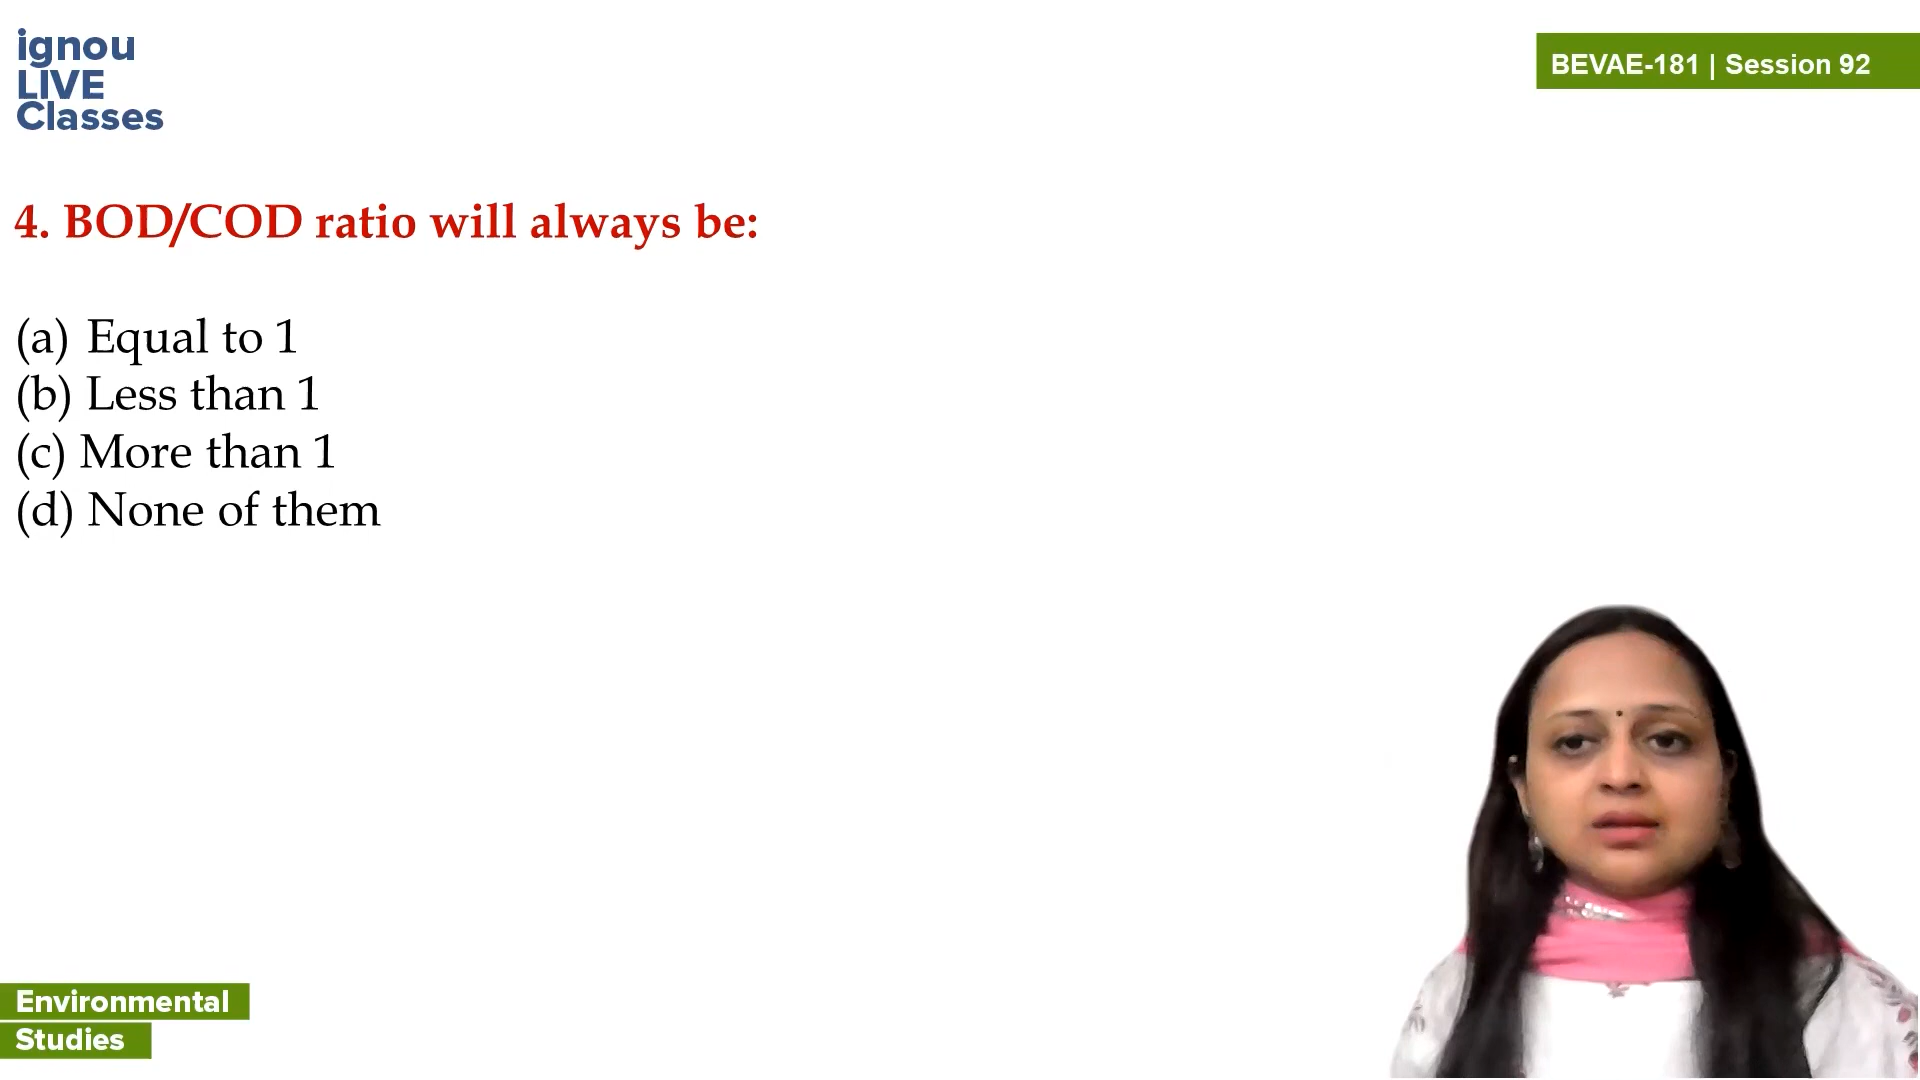 ignou
LIVE
Classes
BEVAE-181 | Session 92
4. BOD/COD ratio will always be:
(a) Equal to 1
(b) Less than 1
(c) More than 1
(d) None of them
Environmental
Studies